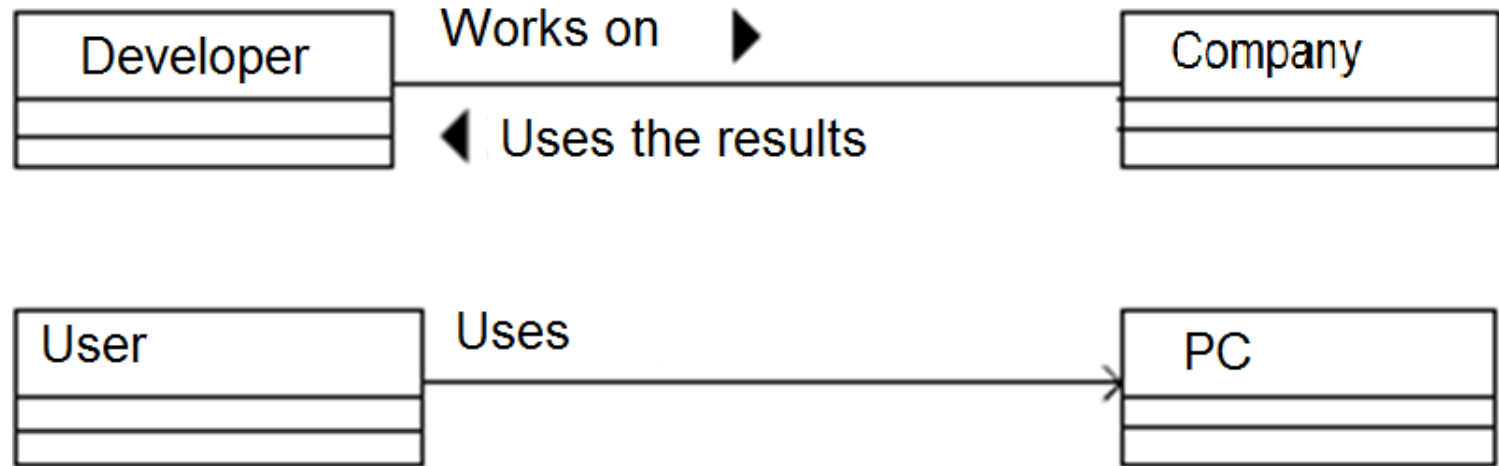 Developer
Works on
Company
Uses the results
User
Uses
PC